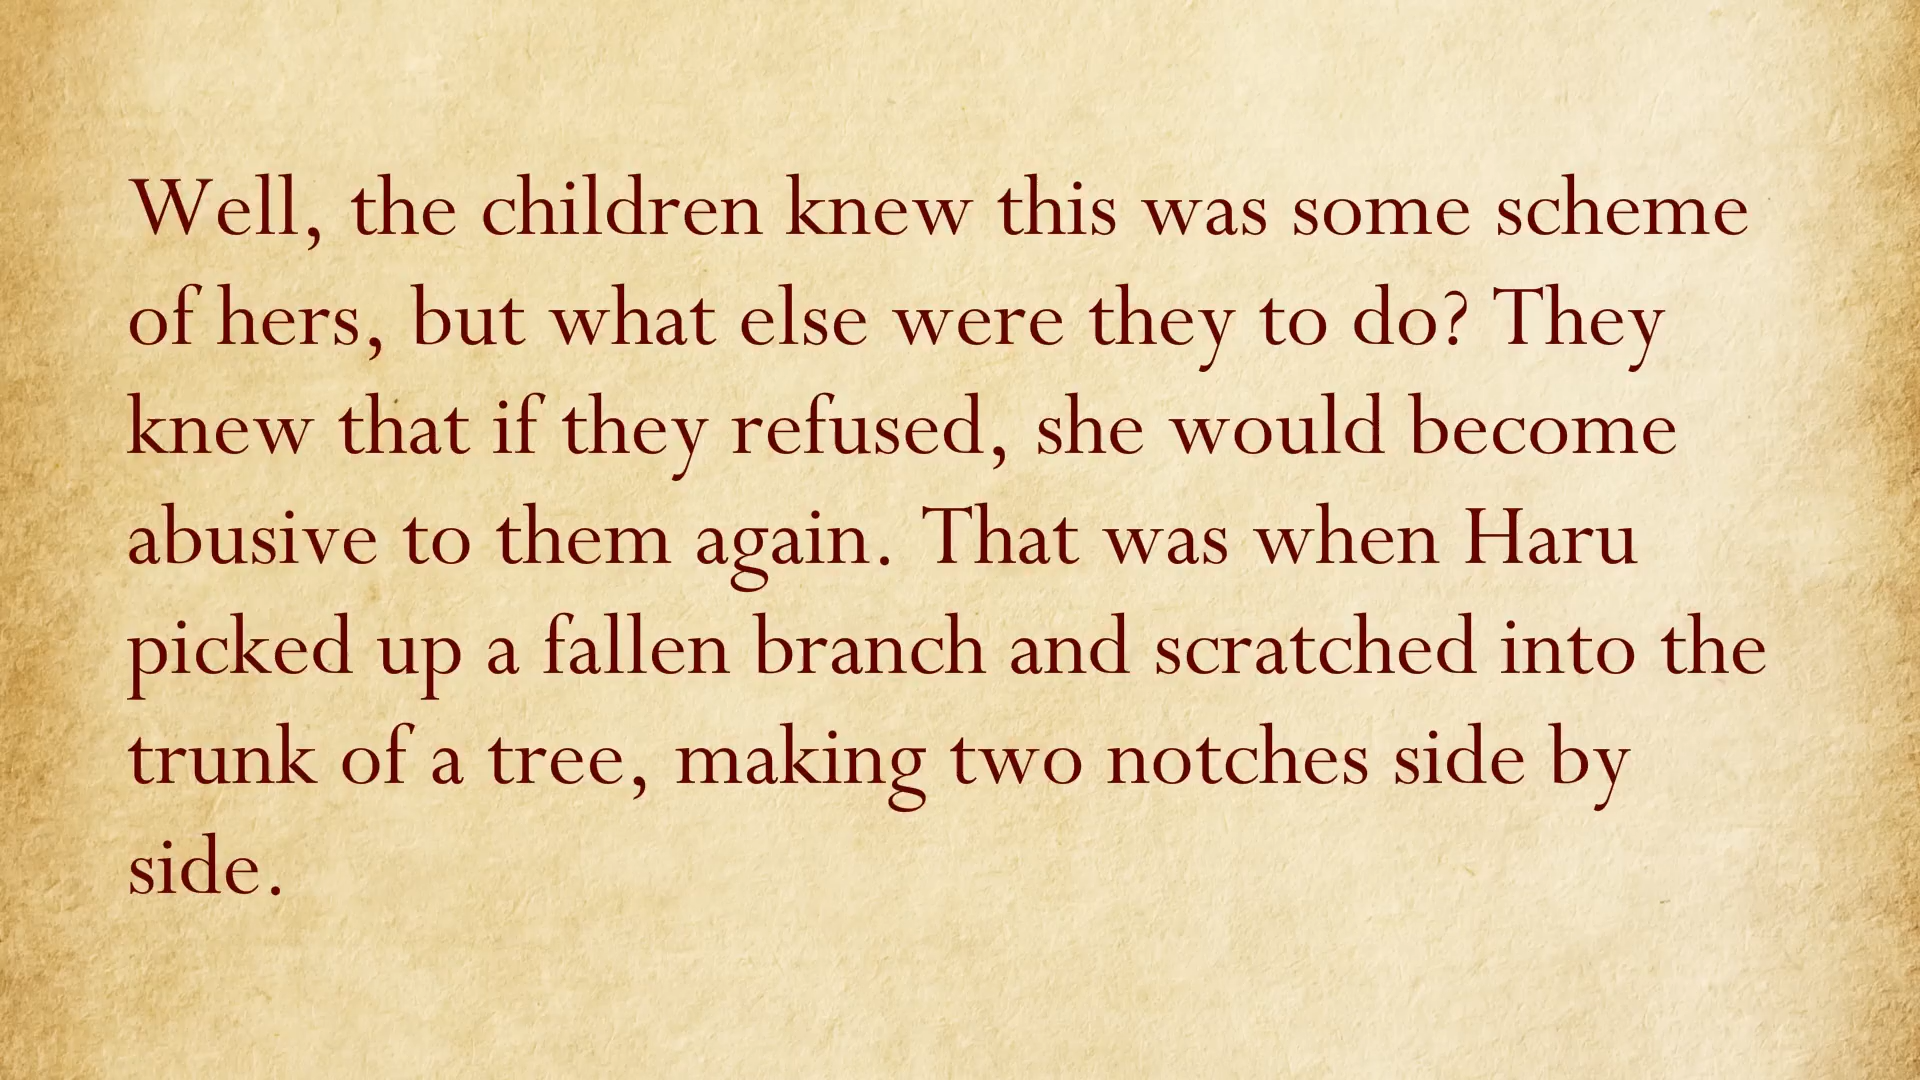 Well, the children knew this was some scheme
of hers, but what else were they to do? They
knew that if they refused, she would become
abusive to them again. That was when Haru
picked up a fallen branch and scratched into the
trunk of a tree, making two notches side by
side.